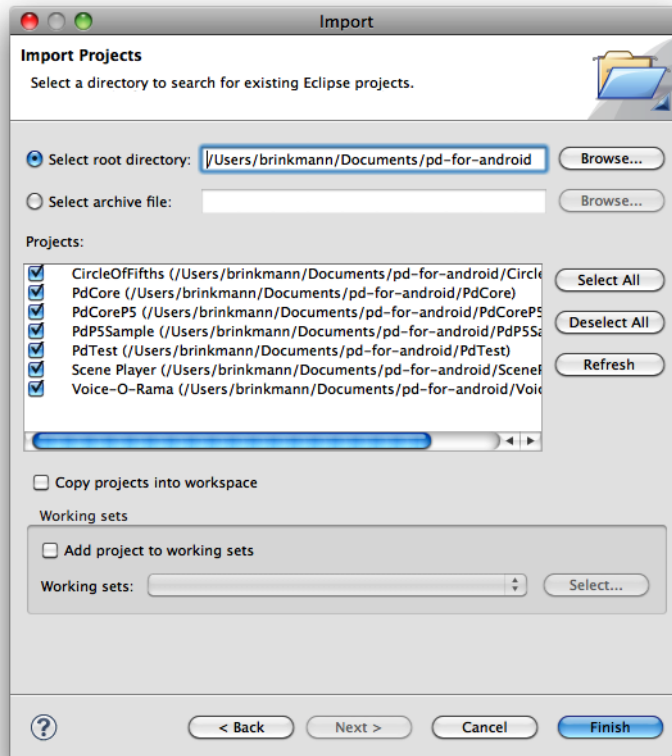 Import
Import Projects
Select a directory to search for existing Eclipse projects.
Select root directory: /Users/brinkmann/Documents/pd-for-android Browse...
Select archive file: Browse...
Projects:
CircleOfFifths (/Users/brinkmann/Documents/pd-for-android/Circle
PdCore (/Users/brinkmann/Documents/pd-for-android/PdCore)
PdCoreP5 (/Users/brinkmann/Documents/pd-for-android/PdCoreP5
PdP5Sample (/Users/brinkmann/Documents/pd-for-android/PdP5Sa
PdTest (/Users/brinkmann/Documents/pd-for-android/PdTest)
Scene Player (/Users/brinkmann/Documents/pd-for-android/SceneP
Voice-O-Rama (/Users/brinkmann/Documents/pd-for-android/Voic
Select All
Deselect All
Refresh
Copy projects into workspace
Working sets
Add project to working sets
Working sets: Select...
? < Back Next > Cancel Finish